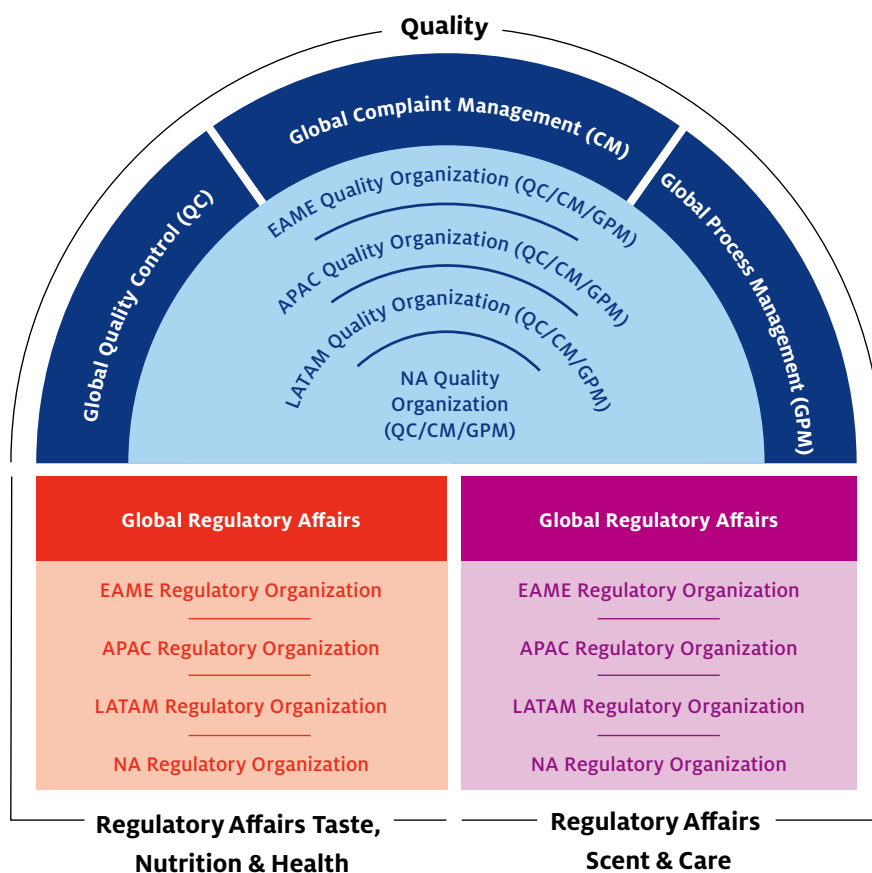 Quality
Global Quality Control (QC)
Global Complaint Management (CM)
Global Process Management (GPM)
EAME Quality Organization (QC/CM/GPM)
APAC Quality Organization (QC/CM/GPM)
LATAM Quality Organization (QC/CM/GPM)
NA Quality
Organization
(QC/CM/GPM)
Global Regulatory Affairs
EAME Regulatory Organization
APAC Regulatory Organization
LATAM Regulatory Organization
NA Regulatory Organization
Regulatory Affairs Taste,
Nutrition & Health
Global Regulatory Affairs
EAME Regulatory Organization
APAC Regulatory Organization
LATAM Regulatory Organization
NA Regulatory Organization
Regulatory Affairs
Scent & Care